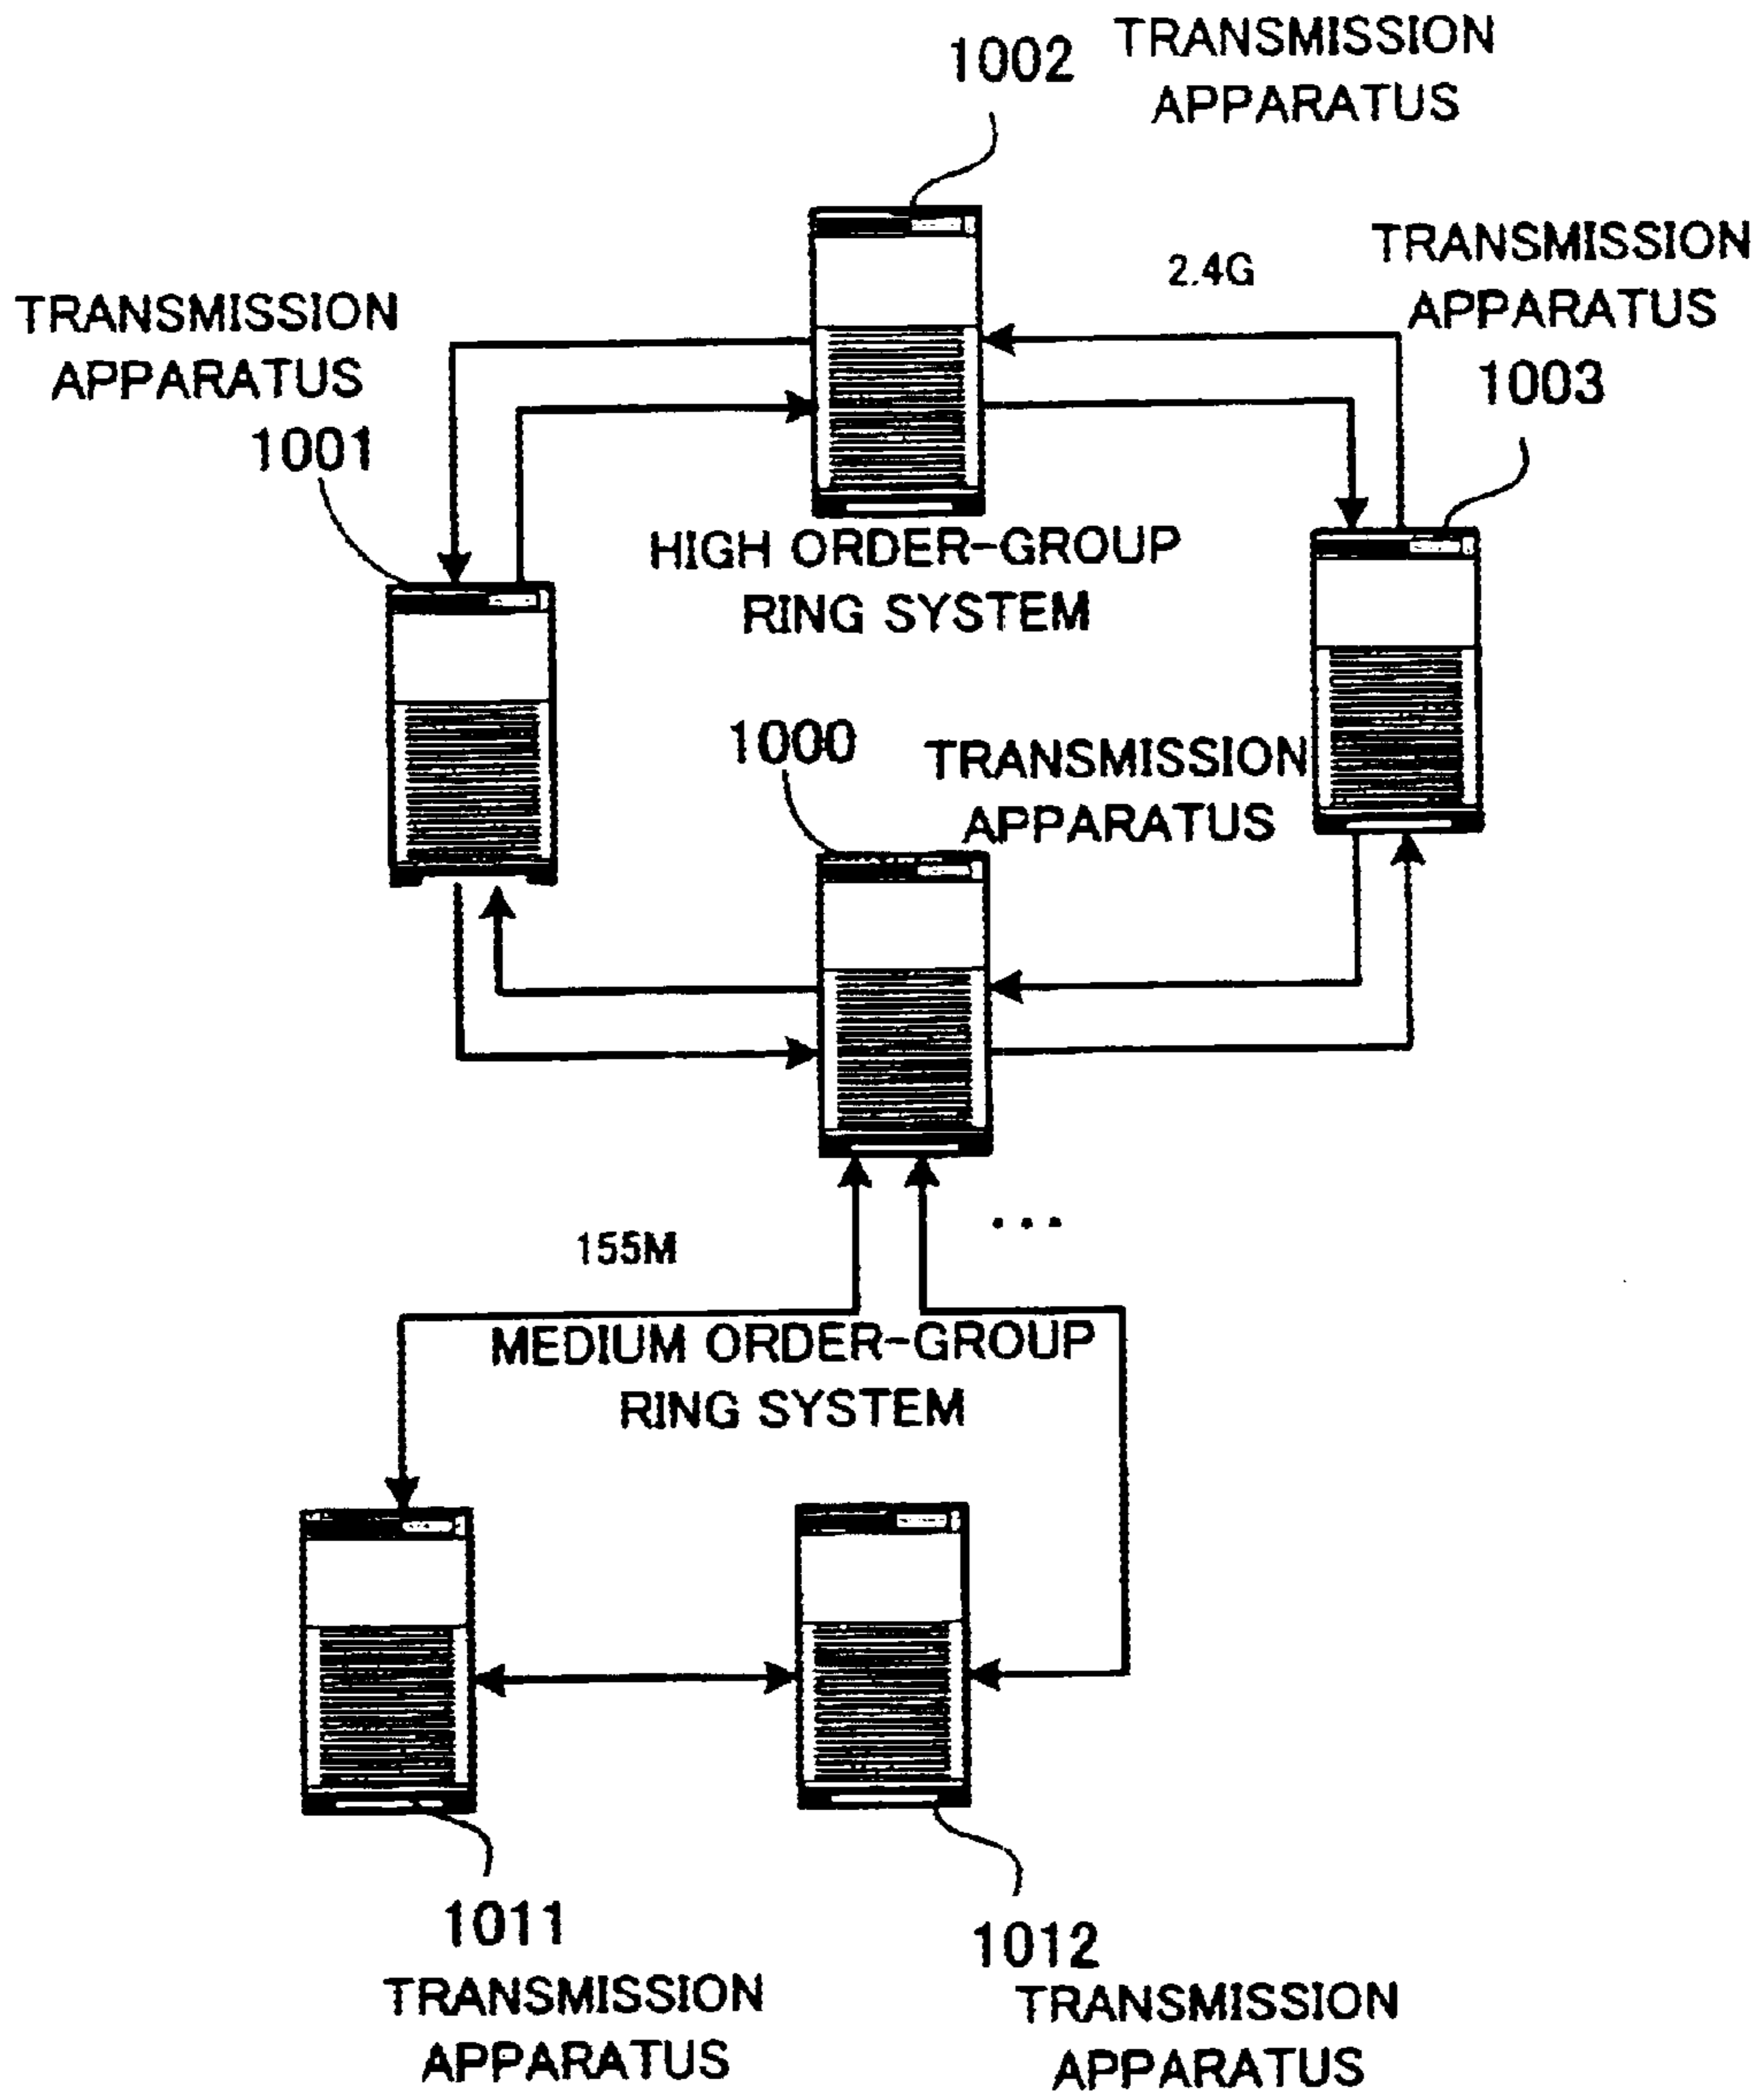 1002
TRANSMISSION
APPARATUS
2.4G
TRANSMISSION
APPARATUS
1003
TRANSMISSION
APPARATUS
1001
HIGH ORDER-GROUP
RING SYSTEM
1000
TRANSMISSION
APPARATUS
...
155M
MEDIUM ORDER-GROUP
RING SYSTEM
1011
TRANSMISSION
APPARATUS
1012
TRANSMISSION
APPARATUS